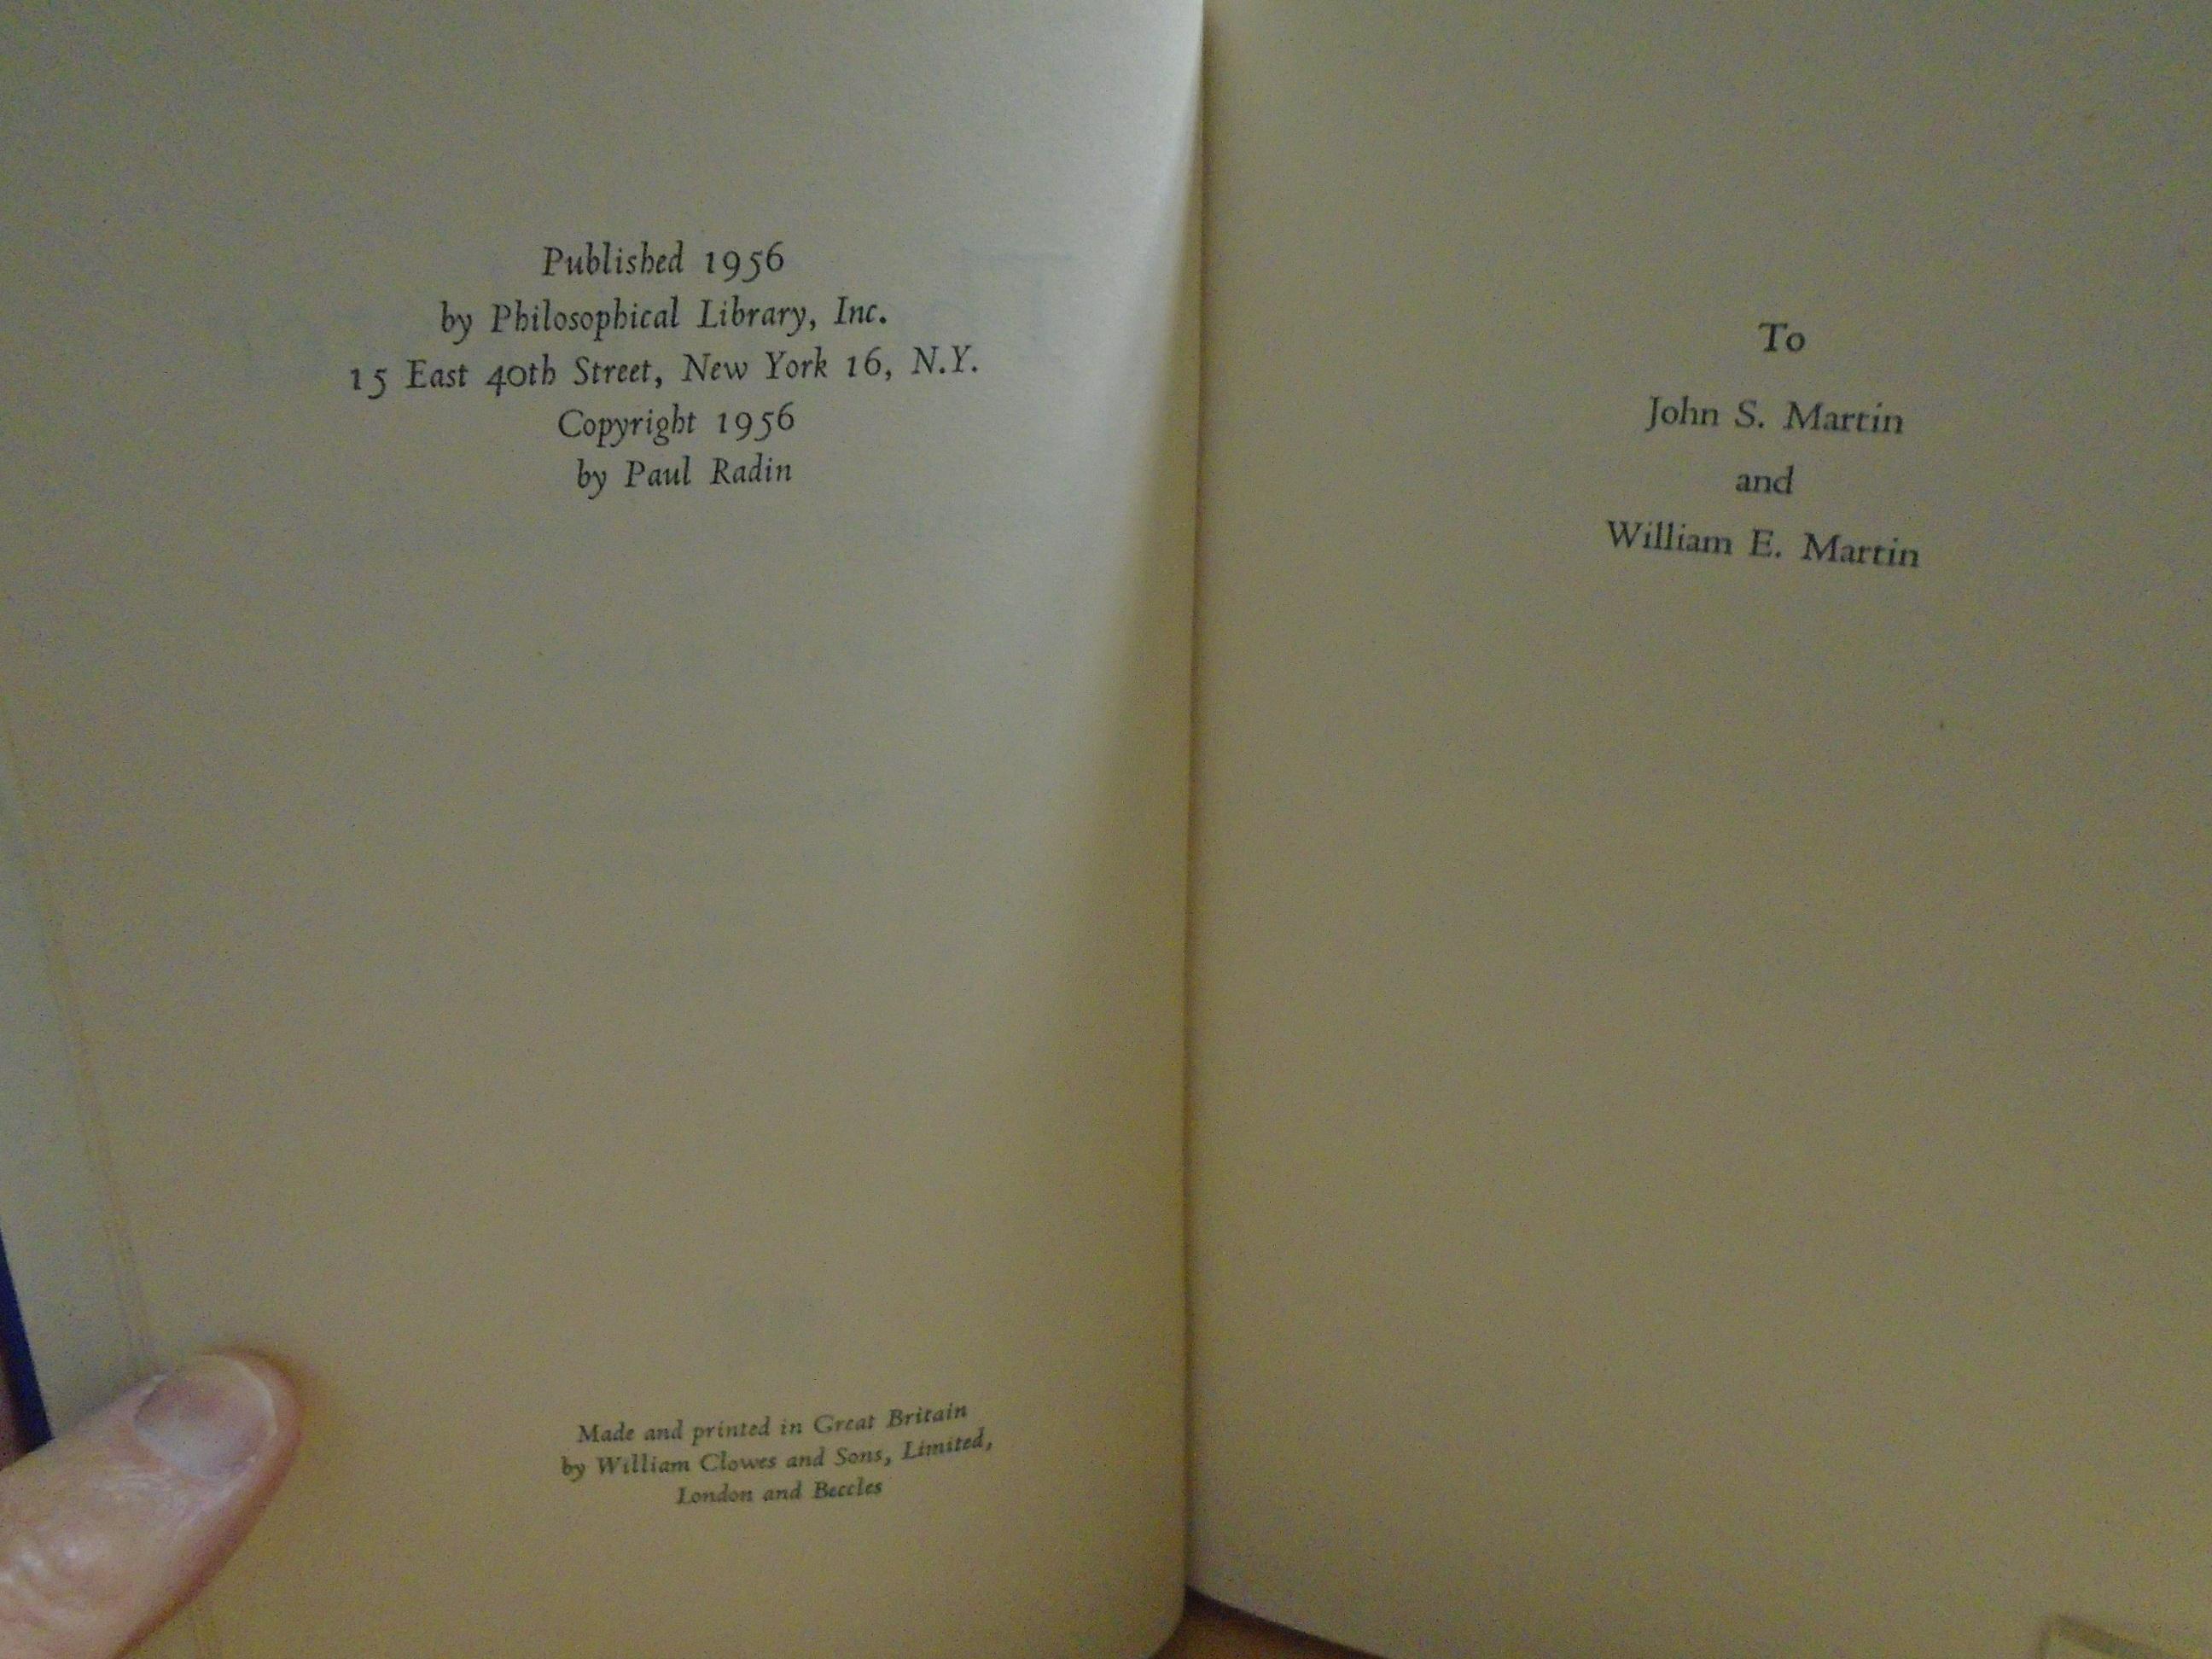 Published 1956
by Philosophical Library, Inc.
15 East 40th Street, New York 16, N.Y.
Copyright 1956
by Paul Radin
Made and printed in Great Britain
by William Clowes and Sons, Limited,
London and Beccles
To
John S. Martin
and
William E. Martin